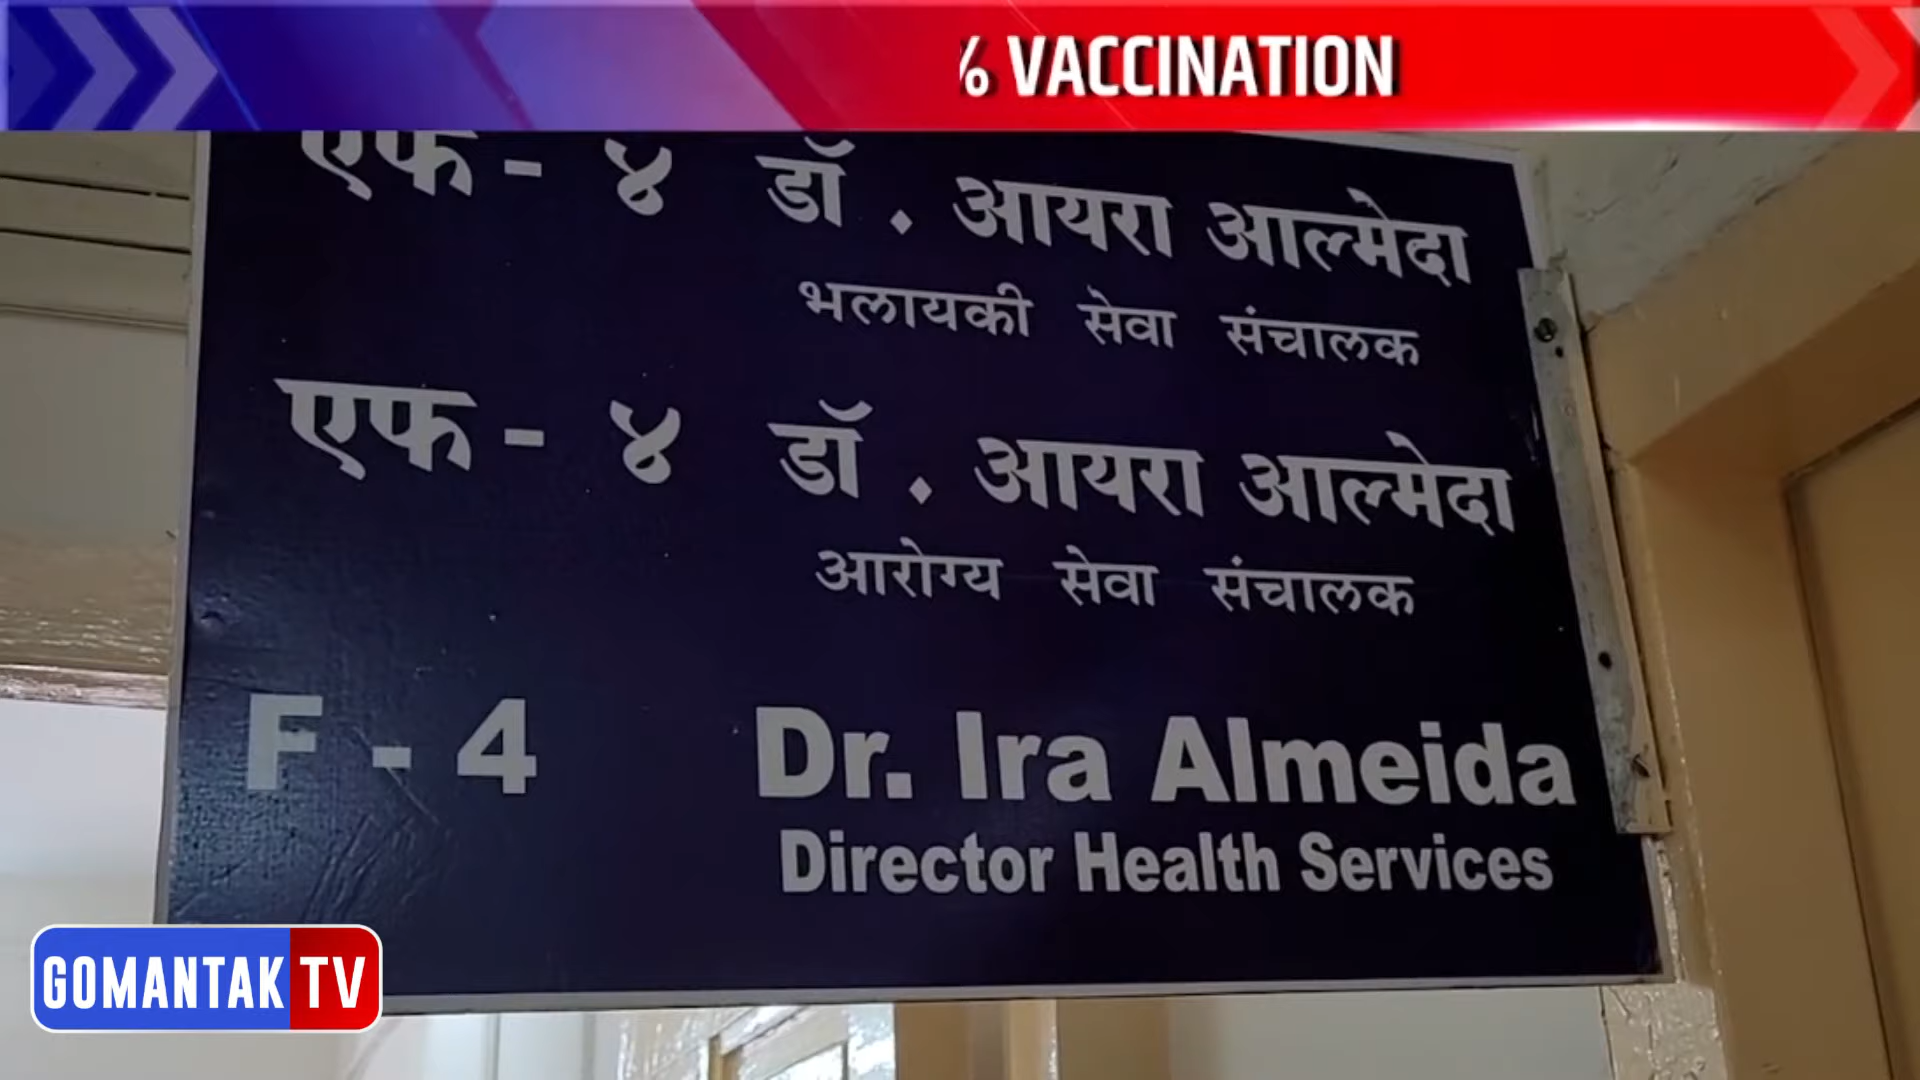 % VACCINATION
एफ - ४ डॉ . आयरा आल्मेदा
भलायकी सेवा संचालक
एफ - ४ डॉ . आयरा आल्मेदा
आरोग्य सेवा संचालक
F - 4 Dr. Ira Almeida
Director Health Services
GOMANTAK TV